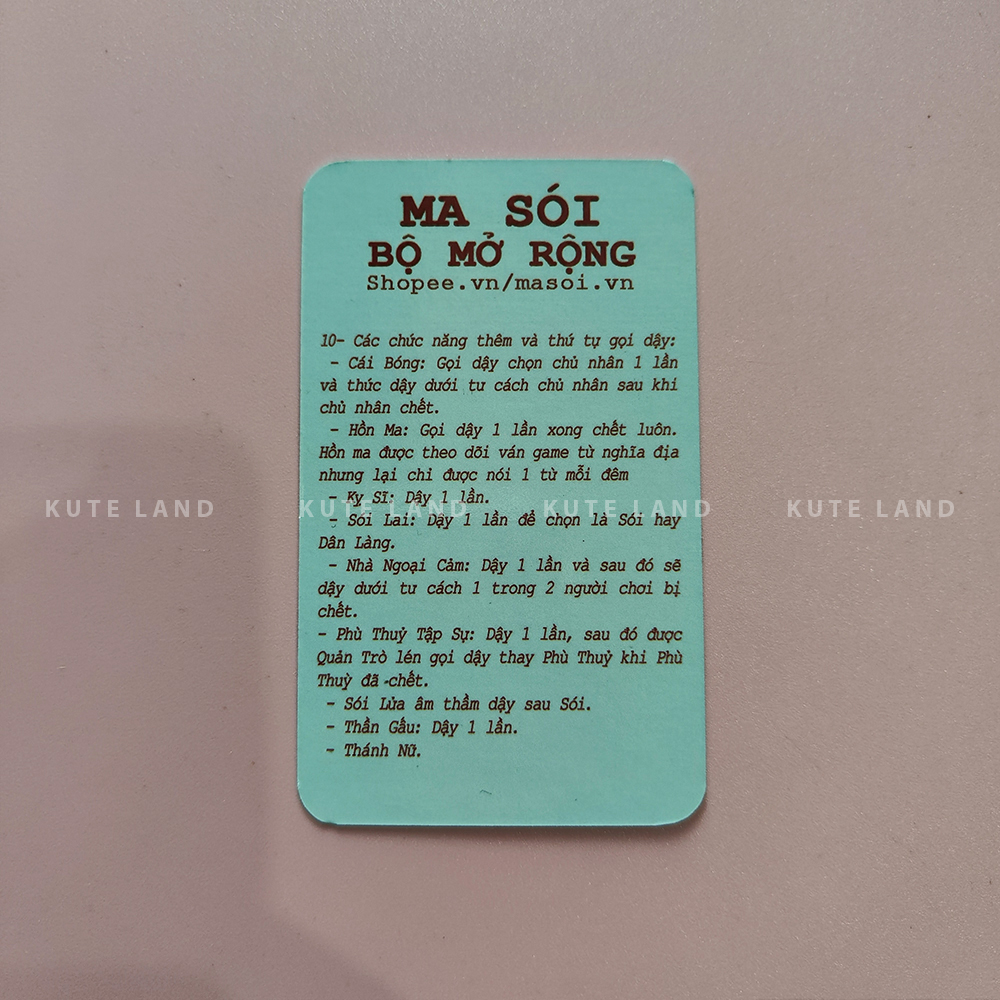 MA SÓI
BỘ MỞ RỘNG
Shopee.vn/masoi.vn
10- Các chức năng thêm và thứ tự gọi dậy:
- Cái Bóng: Gọi dậy chọn chủ nhân 1 lần
và thức dậy dưới tư cách chủ nhân sau khi
chủ nhân chết.
- Hồn Ma: Gọi dậy 1 lần xong chết luôn.
Hồn ma được theo dõi ván game từ nghĩa địa
nhưng lại chỉ được nói 1 từ mỗi đêm
- Kỵ Sĩ: Dậy 1 lần.
KUTE LAND KUTE LAND KUTE LAND KUTE LAND
- Sói Lai: Dậy 1 lần để chọn là Sói hay
Dân Làng.
- Nhà Ngoại Cảm: Dậy 1 lần và sau đó sẽ
dậy dưới tư cách 1 trong 2 người chơi bị
chết.
- Phù Thuỷ Tập Sự: Dậy 1 lần, sau đó được
Quản Trò lén gọi dậy thay Phù Thuỷ khi Phù
Thuỳ đã chết.
- Sói Lửa âm thầm dậy sau Sói.
- Thần Gấu: Dậy 1 lần.
- Thánh Nữ.